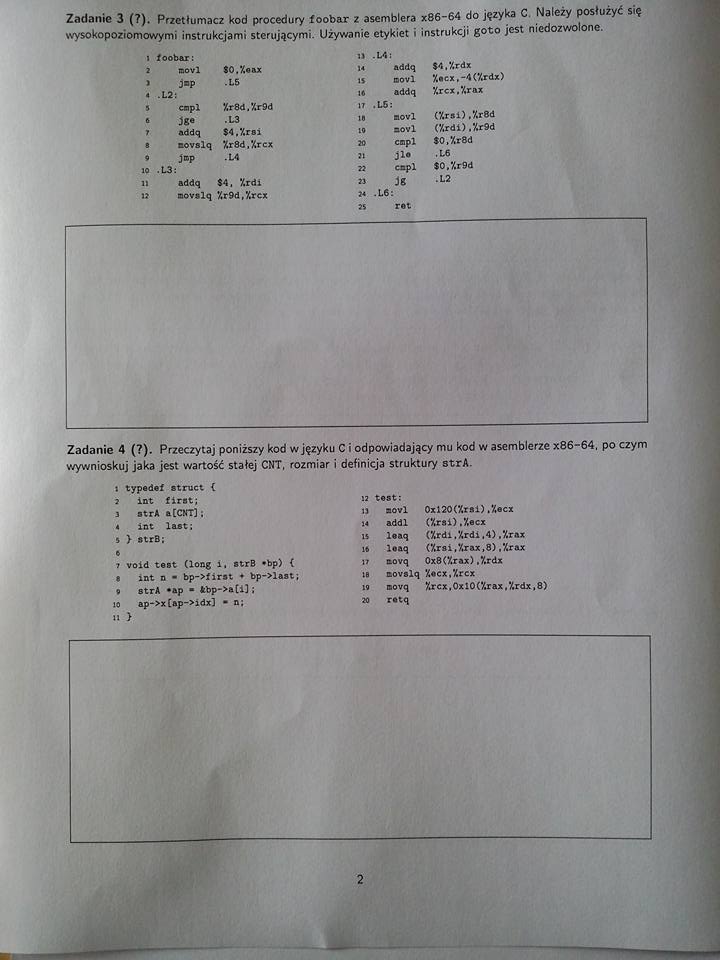 Zadanie 3 (?). Przetłumacz kod procedury foobar z asemblera x86-64 do języka C. Należy posłużyć się
wysokopoziomowymi instrukcjami sterującymi. Używanie etykiet i instrukcji goto jest niedozwolone.
1 foobar:
2 movl $0,%eax
3 jmp .L5
4 .L2:
5 cmpl %r8d,%r9d
6 jge .L3
7 addq $4,%rsi
8 movslq %r8d,%rcx
9 jmp .L4
10 .L3:
11 addq $4, %rdi
12 movslq %r9d,%rcx
13 .L4:
14 addq $4,%rdx
15 movl %ecx,-4(%rdx)
16 addq %rcx,%rax
17 .L5:
18 movl (%rsi),%r8d
19 movl (%rdi),%r9d
20 cmpl $0,%r8d
21 jle .L6
22 cmpl $0,%r9d
23 jg .L2
24 .L6:
25 ret
Zadanie 4 (?). Przeczytaj poniższy kod w języku C i odpowiadający mu kod w asemblerze x86-64, po czym
wywnioskuj jaka jest wartość stałej CNT, rozmiar i definicja struktury strA.
1 typedef struct {
2 int first;
3 strA a[CNT];
4 int last;
5 } strB;
6
7 void test (long i, strB *bp) {
8 int n = bp->first + bp->last;
9 strA *ap = &bp->a[i];
10 ap->x[ap->idx] = n;
11 }
12 test:
13 movl 0x120(%rsi),%ecx
14 addl (%rsi),%ecx
15 leaq (%rdi,%rdi,4),%rax
16 leaq (%rsi,%rax,8),%rax
17 movq 0x8(%rax),%rdx
18 movslq %ecx,%rcx
19 movq %rcx,0x10(%rax,%rdx,8)
20 retq
2